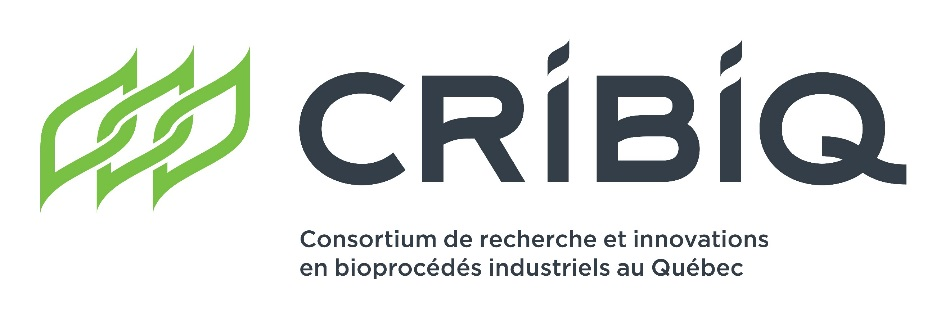 CRIBIQ
Consortium de recherche et innovations
en bioprocédés industriels au Québec